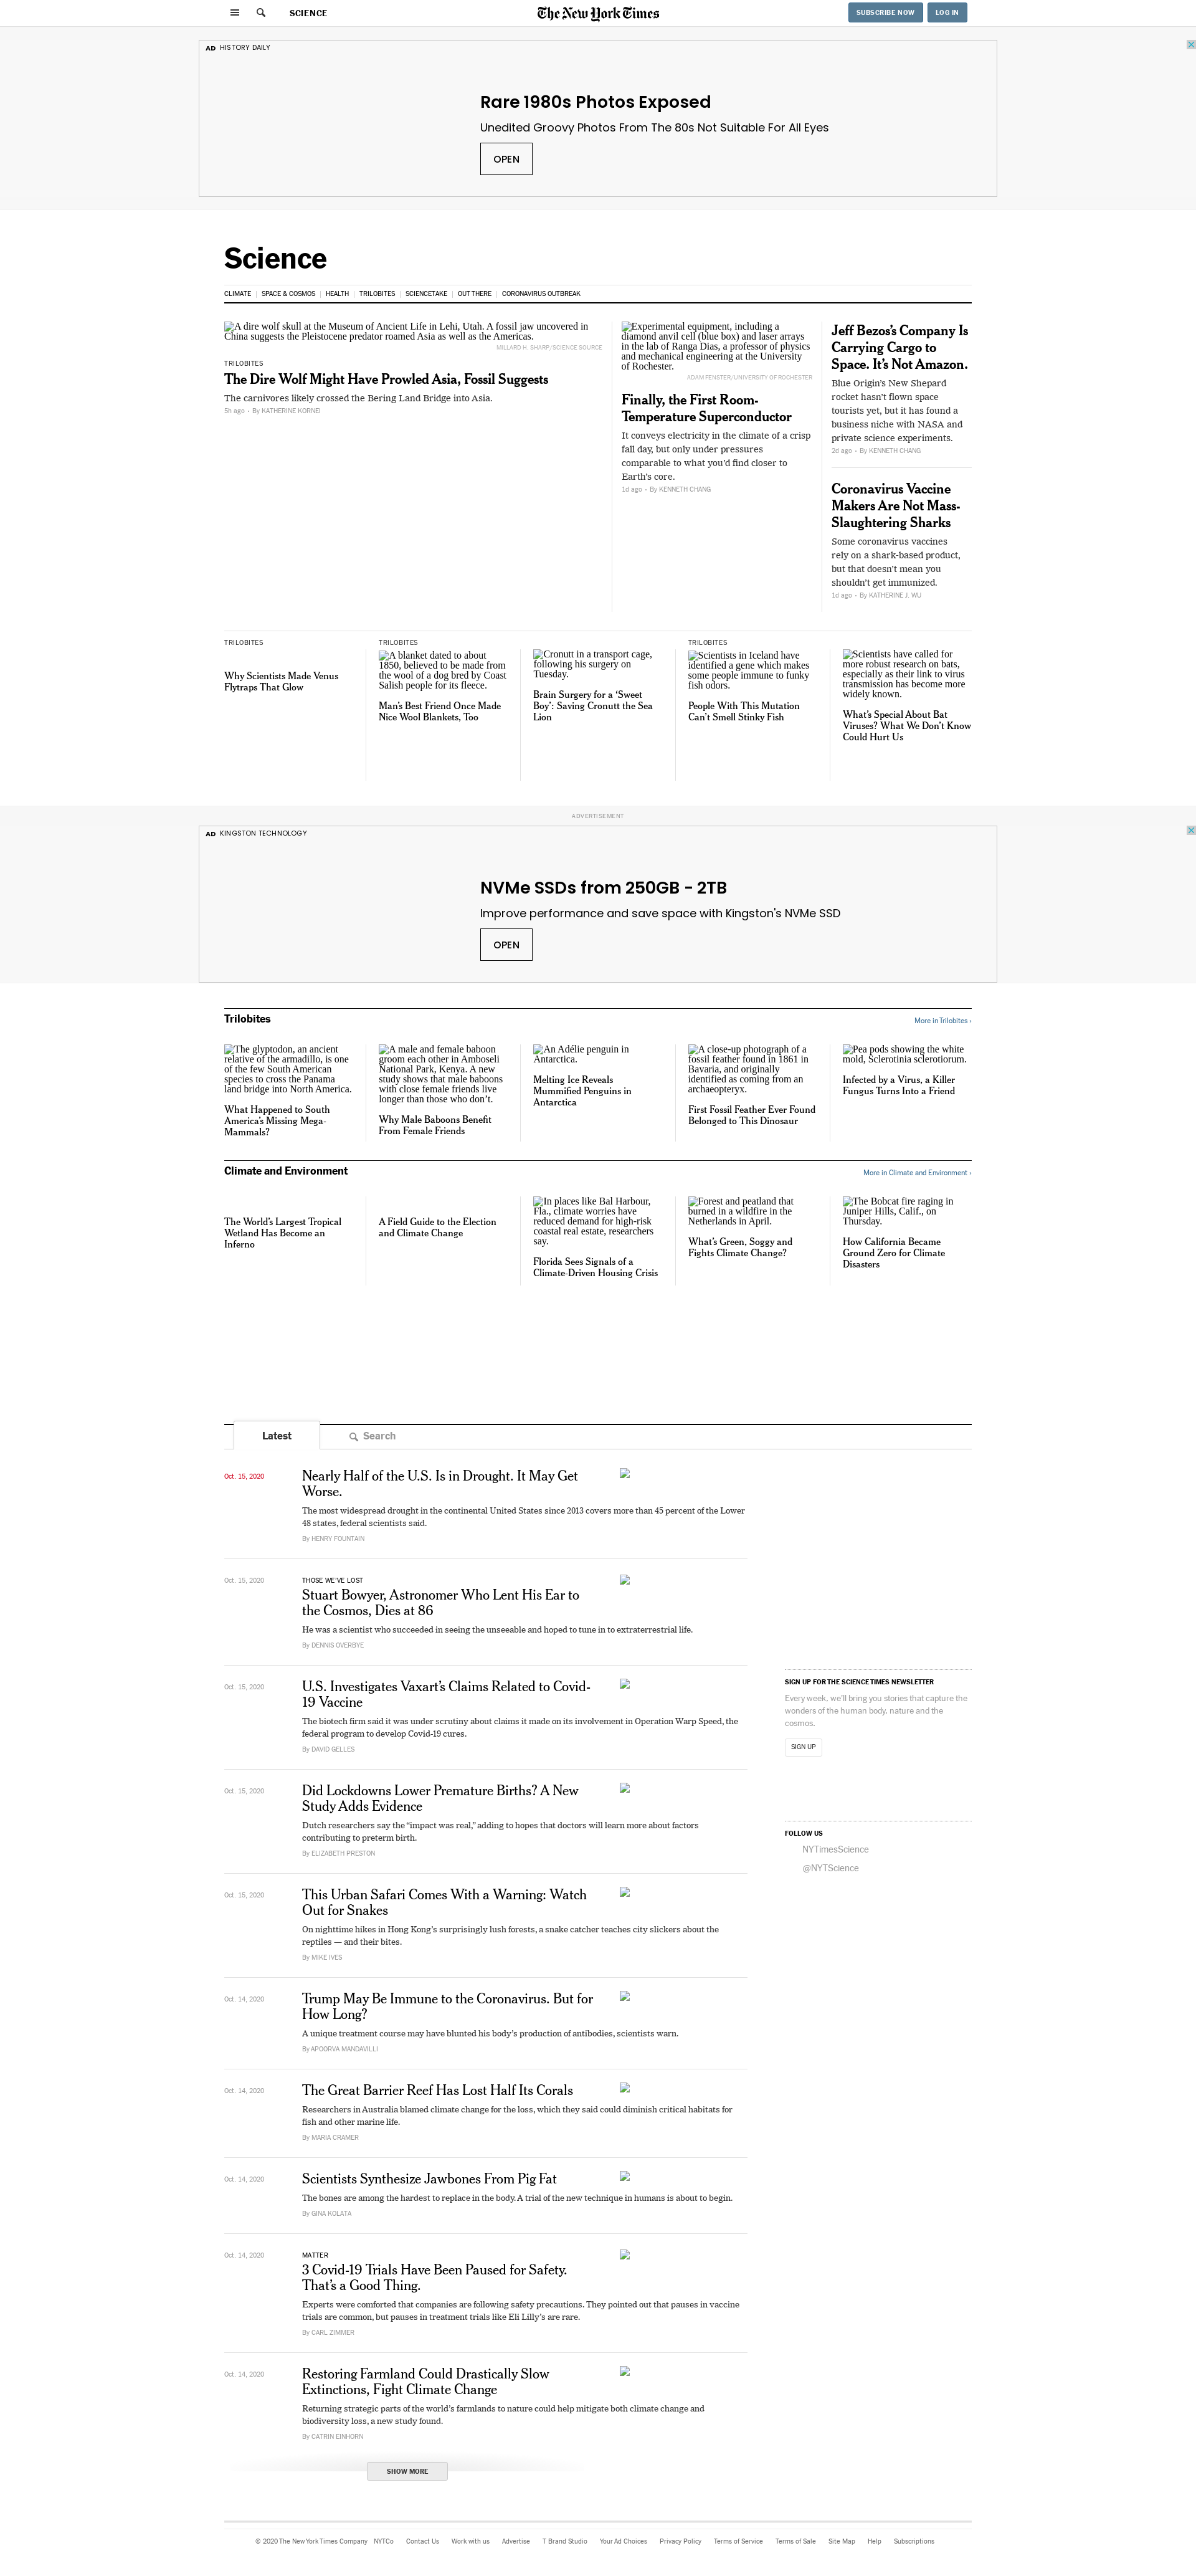 SCIENCE
The New York Times
SUBSCRIBE NOW
LOG IN
AD HISTORY DAILY
Rare 1980s Photos Exposed
Unedited Groovy Photos From The 80s Not Suitable For All Eyes
OPEN
Science
CLIMATE | SPACE & COSMOS | HEALTH | TRILOBITES | SCIENCETAKE | OUT THERE | CORONAVIRUS OUTBREAK
A dire wolf skull at the Museum of Ancient Life in Lehi, Utah. A fossil jaw uncovered in
China suggests the Pleistocene predator roamed Asia as well as the Americas.
MILLARD H. SHARP/SCIENCE SOURCE
TRILOBITES
The Dire Wolf Might Have Prowled Asia, Fossil Suggests
The carnivores likely crossed the Bering Land Bridge into Asia.
5h ago • By KATHERINE KORNEI
Experimental equipment, including a
diamond anvil cell (blue box) and laser arrays
in the lab of Ranga Dias, a professor of physics
and mechanical engineering at the University
of Rochester.
ADAM FENSTER/UNIVERSITY OF ROCHESTER
Finally, the First Room-
Temperature Superconductor
It conveys electricity in the climate of a crisp
fall day, but only under pressures
comparable to what you’d find closer to
Earth’s core.
1d ago • By KENNETH CHANG
Jeff Bezos’s Company Is
Carrying Cargo to
Space. It’s Not Amazon.
Blue Origin’s New Shepard
rocket hasn’t flown space
tourists yet, but it has found a
business niche with NASA and
private science experiments.
2d ago • By KENNETH CHANG
Coronavirus Vaccine
Makers Are Not Mass-
Slaughtering Sharks
Some coronavirus vaccines
rely on a shark-based product,
but that doesn’t mean you
shouldn’t get immunized.
1d ago • By KATHERINE J. WU
TRILOBITES
Why Scientists Made Venus
Flytraps That Glow
TRILOBITES
A blanket dated to about
1850, believed to be made from
the wool of a dog bred by Coast
Salish people for its fleece.
Man’s Best Friend Once Made
Nice Wool Blankets, Too
Cronutt in a transport cage,
following his surgery on
Tuesday.
Brain Surgery for a ‘Sweet
Boy’: Saving Cronutt the Sea
Lion
TRILOBITES
Scientists in Iceland have
identified a gene which makes
some people immune to funky
fish odors.
People With This Mutation
Can’t Smell Stinky Fish
Scientists have called for
more robust research on bats,
especially as their link to virus
transmission has become more
widely known.
What’s Special About Bat
Viruses? What We Don’t Know
Could Hurt Us
ADVERTISEMENT
AD KINGSTON TECHNOLOGY
NVMe SSDs from 250GB - 2TB
Improve performance and save space with Kingston's NVMe SSD
OPEN
Trilobites
More in Trilobites ›
The glyptodon, an ancient
relative of the armadillo, is one
of the few South American
species to cross the Panama
land bridge into North America.
What Happened to South
America’s Missing Mega-
Mammals?
A male and female baboon
groom each other in Amboseli
National Park, Kenya. A new
study shows that male baboons
with close female friends live
longer than those who don’t.
Why Male Baboons Benefit
From Female Friends
An Adélie penguin in
Antarctica.
Melting Ice Reveals
Mummified Penguins in
Antarctica
A close-up photograph of a
fossil feather found in 1861 in
Bavaria, and originally
identified as coming from an
archaeopteryx.
First Fossil Feather Ever Found
Belonged to This Dinosaur
Pea pods showing the white
mold, Sclerotinia sclerotiorum.
Infected by a Virus, a Killer
Fungus Turns Into a Friend
Climate and Environment
More in Climate and Environment ›
The World’s Largest Tropical
Wetland Has Become an
Inferno
A Field Guide to the Election
and Climate Change
In places like Bal Harbour,
Fla., climate worries have
reduced demand for high-risk
coastal real estate, researchers
say.
Florida Sees Signals of a
Climate-Driven Housing Crisis
Forest and peatland that
burned in a wildfire in the
Netherlands in April.
What’s Green, Soggy and
Fights Climate Change?
The Bobcat fire raging in
Juniper Hills, Calif., on
Thursday.
How California Became
Ground Zero for Climate
Disasters
Latest
Search
Oct. 15, 2020
Nearly Half of the U.S. Is in Drought. It May Get
Worse.
The most widespread drought in the continental United States since 2013 covers more than 45 percent of the Lower
48 states, federal scientists said.
By HENRY FOUNTAIN
Oct. 15, 2020
THOSE WE’VE LOST
Stuart Bowyer, Astronomer Who Lent His Ear to
the Cosmos, Dies at 86
He was a scientist who succeeded in seeing the unseeable and hoped to tune in to extraterrestrial life.
By DENNIS OVERBYE
Oct. 15, 2020
U.S. Investigates Vaxart’s Claims Related to Covid-
19 Vaccine
The biotech firm said it was under scrutiny about claims it made on its involvement in Operation Warp Speed, the
federal program to develop Covid-19 cures.
By DAVID GELLES
Oct. 15, 2020
Did Lockdowns Lower Premature Births? A New
Study Adds Evidence
Dutch researchers say the “impact was real,” adding to hopes that doctors will learn more about factors
contributing to preterm birth.
By ELIZABETH PRESTON
Oct. 15, 2020
This Urban Safari Comes With a Warning: Watch
Out for Snakes
On nighttime hikes in Hong Kong’s surprisingly lush forests, a snake catcher teaches city slickers about the
reptiles — and their bites.
By MIKE IVES
Oct. 14, 2020
Trump May Be Immune to the Coronavirus. But for
How Long?
A unique treatment course may have blunted his body’s production of antibodies, scientists warn.
By APOORVA MANDAVILLI
Oct. 14, 2020
The Great Barrier Reef Has Lost Half Its Corals
Researchers in Australia blamed climate change for the loss, which they said could diminish critical habitats for
fish and other marine life.
By MARIA CRAMER
Oct. 14, 2020
Scientists Synthesize Jawbones From Pig Fat
The bones are among the hardest to replace in the body. A trial of the new technique in humans is about to begin.
By GINA KOLATA
Oct. 14, 2020
MATTER
3 Covid-19 Trials Have Been Paused for Safety.
That’s a Good Thing.
Experts were comforted that companies are following safety precautions. They pointed out that pauses in vaccine
trials are common, but pauses in treatment trials like Eli Lilly’s are rare.
By CARL ZIMMER
Oct. 14, 2020
Restoring Farmland Could Drastically Slow
Extinctions, Fight Climate Change
Returning strategic parts of the world’s farmlands to nature could help mitigate both climate change and
biodiversity loss, a new study found.
By CATRIN EINHORN
SHOW MORE
SIGN UP FOR THE SCIENCE TIMES NEWSLETTER
Every week, we'll bring you stories that capture the
wonders of the human body, nature and the
cosmos.
SIGN UP
FOLLOW US
NYTimesScience
@NYTScience
© 2020 The New York Times Company NYTCo Contact Us Work with us Advertise T Brand Studio Your Ad Choices Privacy Policy Terms of Service Terms of Sale Site Map Help Subscriptions